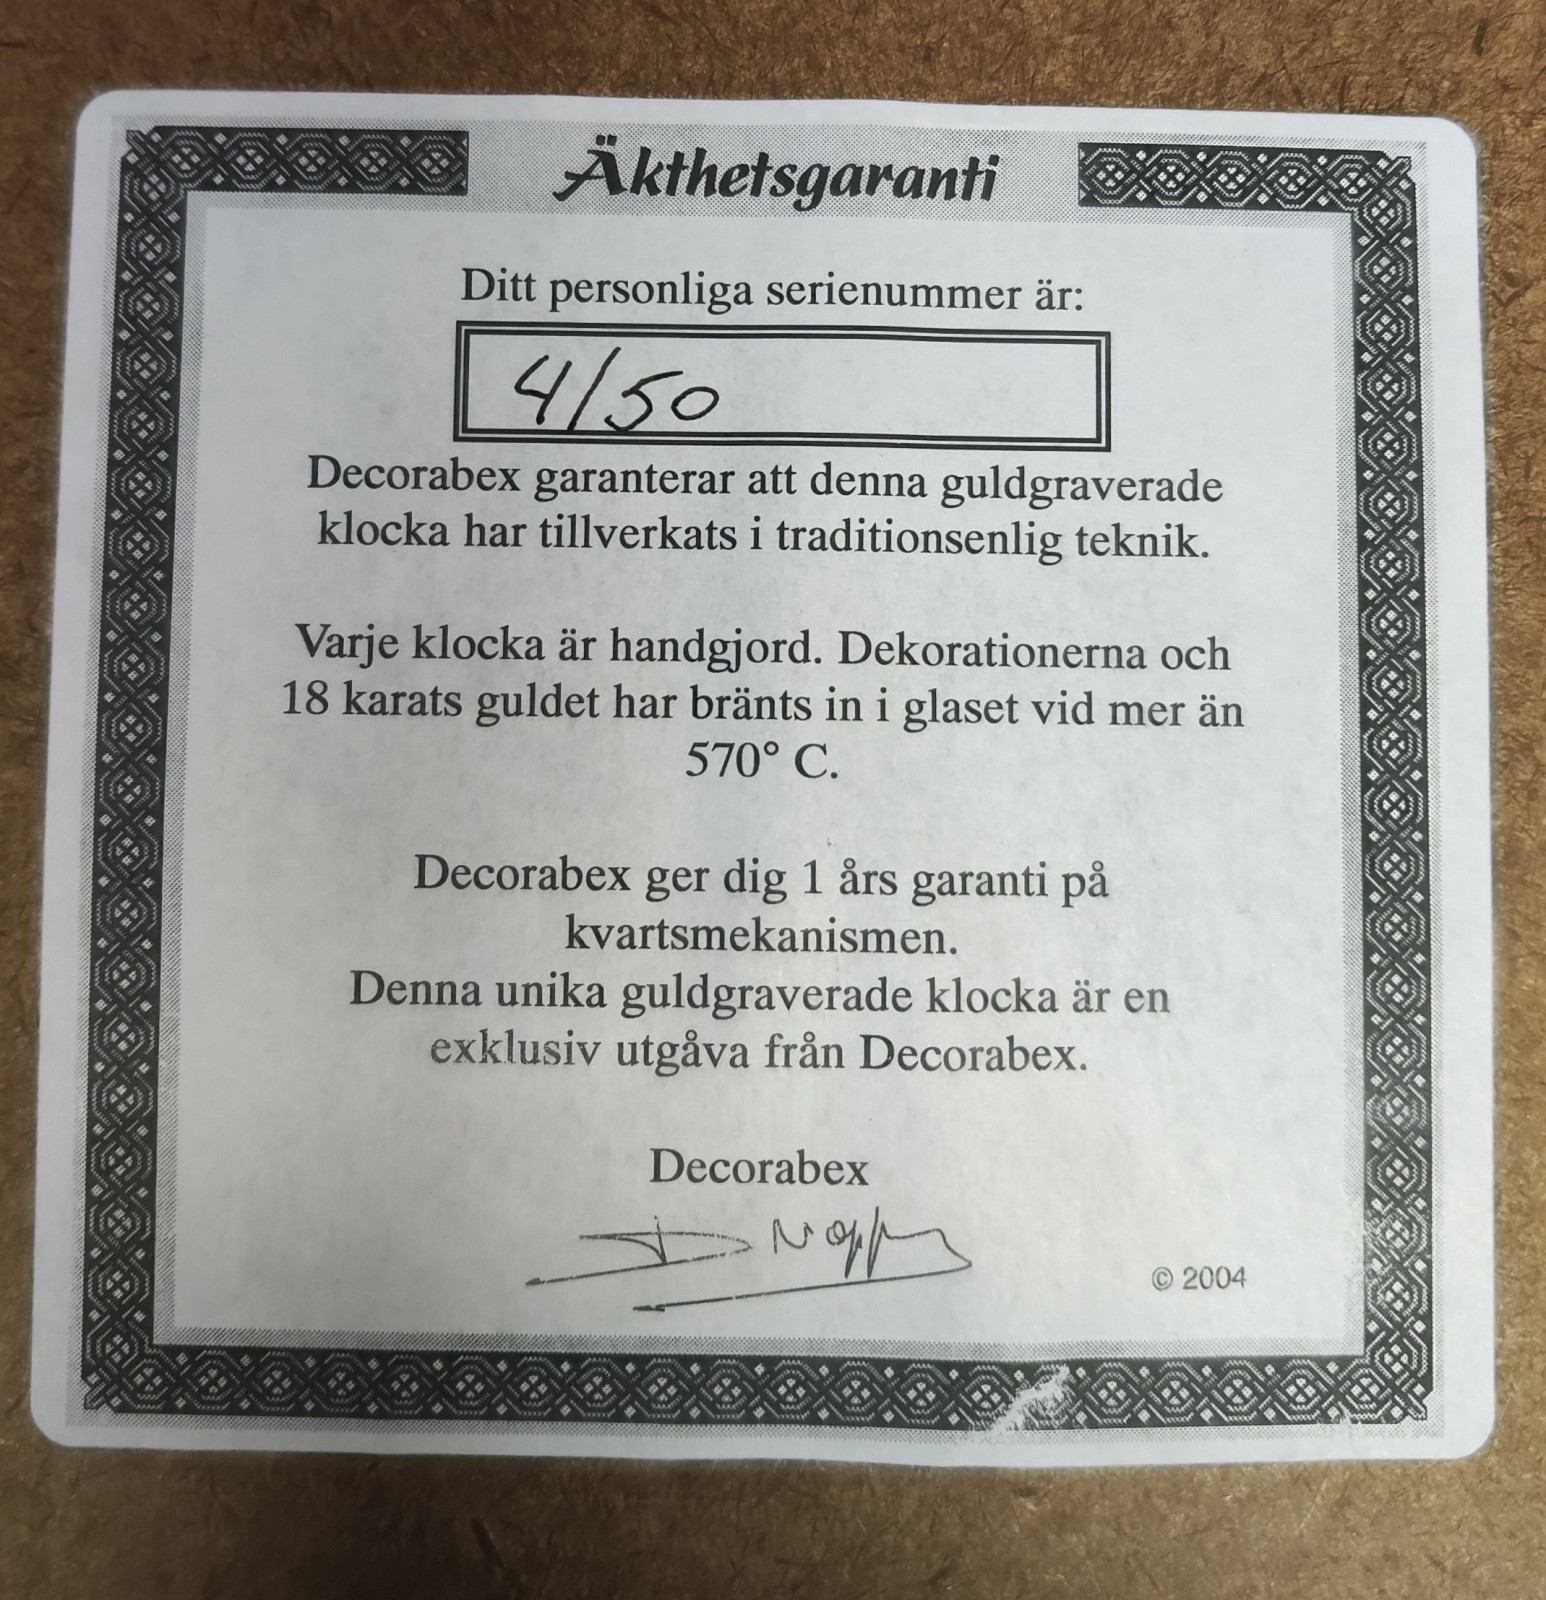 Äkthetsgaranti
Ditt personliga serienummer är:
4/50
Decorabex garanterar att denna guldgraverade
klocka har tillverkats i traditionsenlig teknik.
Varje klocka är handgjord. Dekorationerna och
18 karats guldet har bränts in i glaset vid mer än
570° C.
Decorabex ger dig 1 års garanti på
kvartsmekanismen.
Denna unika guldgraverade klocka är en
exklusiv utgåva från Decorabex.
Decorabex
© 2004